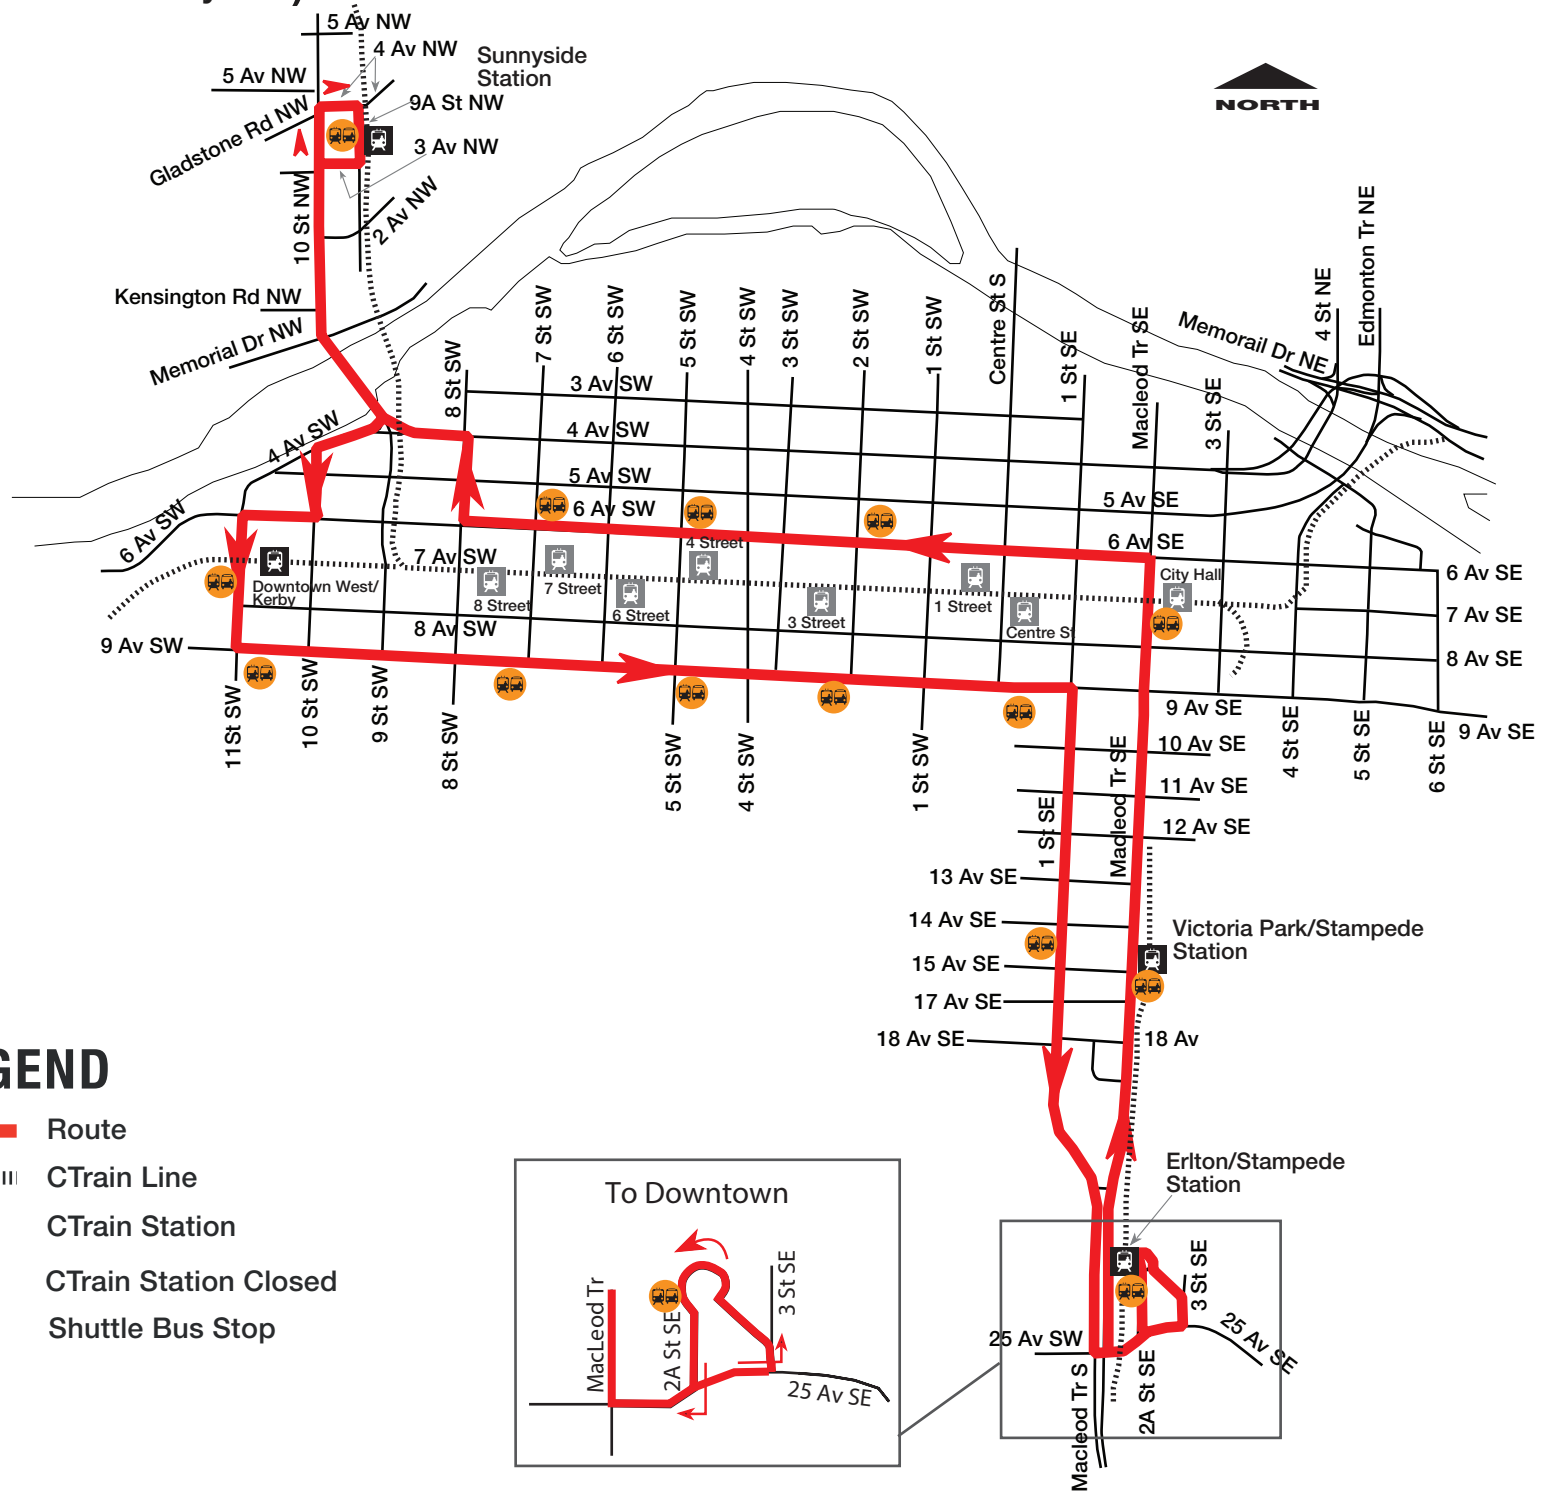 5 Av NW
4 Av NW
Sunnyside
Station
5 Av NW
9A St NW
Gladstone Rd NW
3 Av NW
10 St NW
2 Av NW
NORTH
Kensington Rd NW
Memorial Dr NW
8 St SW
7 St SW
6 St SW
5 St SW
4 St SW
3 St SW
2 St SW
1 St SW
Centre St S
1 St SE
Macleod Tr SE
3 St SE
Memorail Dr NE
4 St NE
Edmonton Tr NE
3 Av SW
4 Av SW
4 Av SW
5 Av SW
5 Av SE
6 Av SW
6 Av SW
6 Av SE
6 Av SE
7 Av SW
4 Street
City Hall
Downtown West/
Kerby
8 Street
7 Street
6 Street
3 Street
1 Street
Centre St
7 Av SE
8 Av SW
8 Av SE
9 Av SW
9 Av SE
9 Av SE
11St SW
10 St SW
9 St SW
8 St SW
5 St SW
4 St SW
1 St SW
4 St SE
5 St SE
6 St SE
10 Av SE
11 Av SE
12 Av SE
1 St SE
Macleod Tr SE
13 Av SE
14 Av SE
15 Av SE
17 Av SE
18 Av SE
18 Av
Victoria Park/Stampede
Station
GEND
Route
CTrain Line
CTrain Station
CTrain Station Closed
Shuttle Bus Stop
To Downtown
MacLeod Tr
2A St SE
3 St SE
25 Av SE
Erlton/Stampede
Station
3 St SE
25 Av SW
25 Av SE
Macleod Tr S
2A St SE